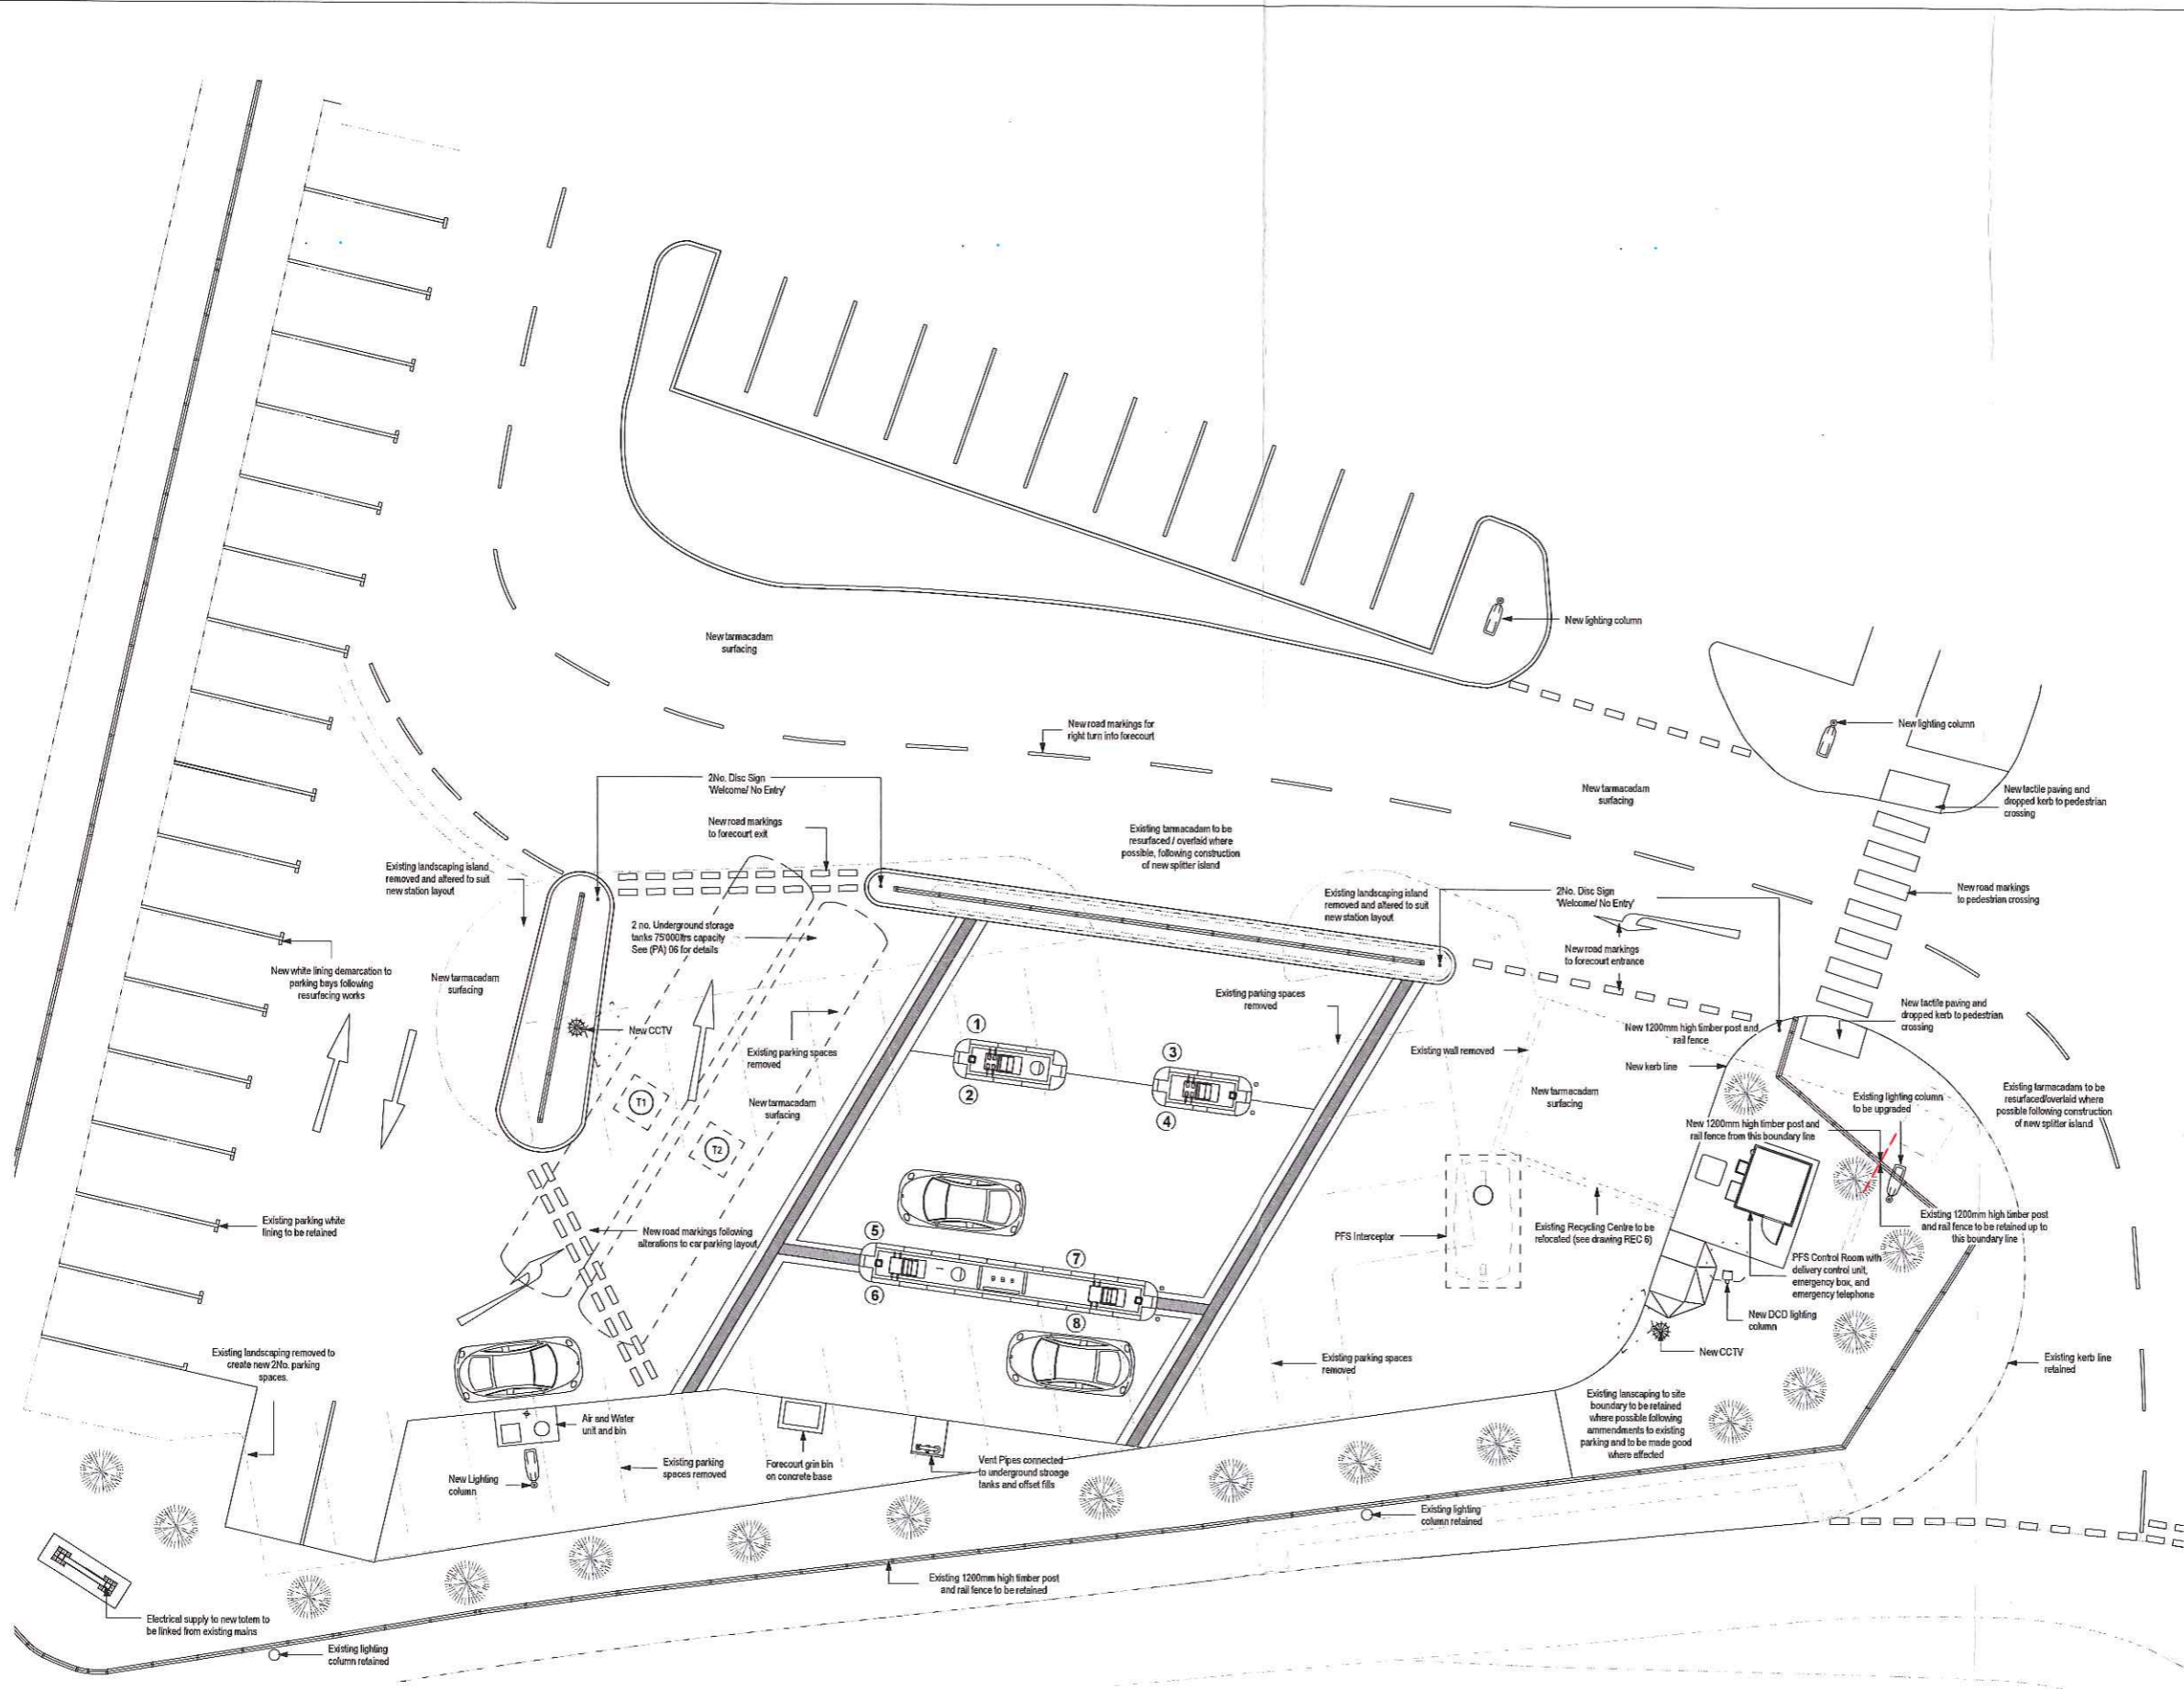 New tarmacadam
surfacing
New lighting column
New lighting column
New road markings for
right turn into forecourt
2No. Disc Sign
'Welcome/ No Entry'
New road markings
to forecourt exit
New tarmacadam
surfacing
New tactile paving and
dropped kerb to pedestrian
crossing
Existing tarmacadam to be
resurfaced / overlaid where
possible, following construction
of new splitter island
Existing landscaping island
removed and altered to suit
new station layout
Existing landscaping island
removed and altered to suit
new station layout
2No. Disc Sign
'Welcome/ No Entry'
New road markings
to pedestrian crossing
2 no. Underground storage
tanks 75'000ltrs capacity
See (PA) 06 for details
New road markings
to forecourt entrance
New white lining demarcation to
parking bays following
resurfacing works
New tarmacadam
surfacing
Existing parking spaces
removed
New tactile paving and
dropped kerb to pedestrian
crossing
New CCTV
1
New 1200mm high timber post and
rail fence
Existing parking spaces
removed
3
Existing wall removed
New kerb line
2
4
T1
T2
New tarmacadam
surfacing
New tarmacadam
surfacing
Existing lighting column
to be upgraded
Existing tarmacadam to be
resurfaced/overlaid where
possible following construction
of new splitter island
New 1200mm high timber post and
rail fence from this boundary line
Existing parking white
lining to be retained
New road markings following
alterations to car parking layout
5
7
6
8
PFS Interceptor
Existing Recycling Centre to be
relocated (see drawing REC 6)
Existing 1200mm high timber post
and rail fence to be retained up to
this boundary line
PFS Control Room with
delivery control unit,
emergency box, and
emergency telephone
New DCD lighting
column
New CCTV
Existing landscaping removed to
create new 2No. parking
spaces.
Existing parking spaces
removed
Existing kerb line
retained
Air and Water
unit and bin
Existing lanscaping to site
boundary to be retained
where possible following
ammendments to existing
parking and to be made good
where affected
New Lighting
column
Existing parking
spaces removed
Forecourt grin bin
on concrete base
Vent Pipes connected
to underground stroage
tanks and offset fills
Existing lighting
column retained
Existing 1200mm high timber post
and rail fence to be retained
Electrical supply to new totem to
be linked from existing mains
Existing lighting
column retained